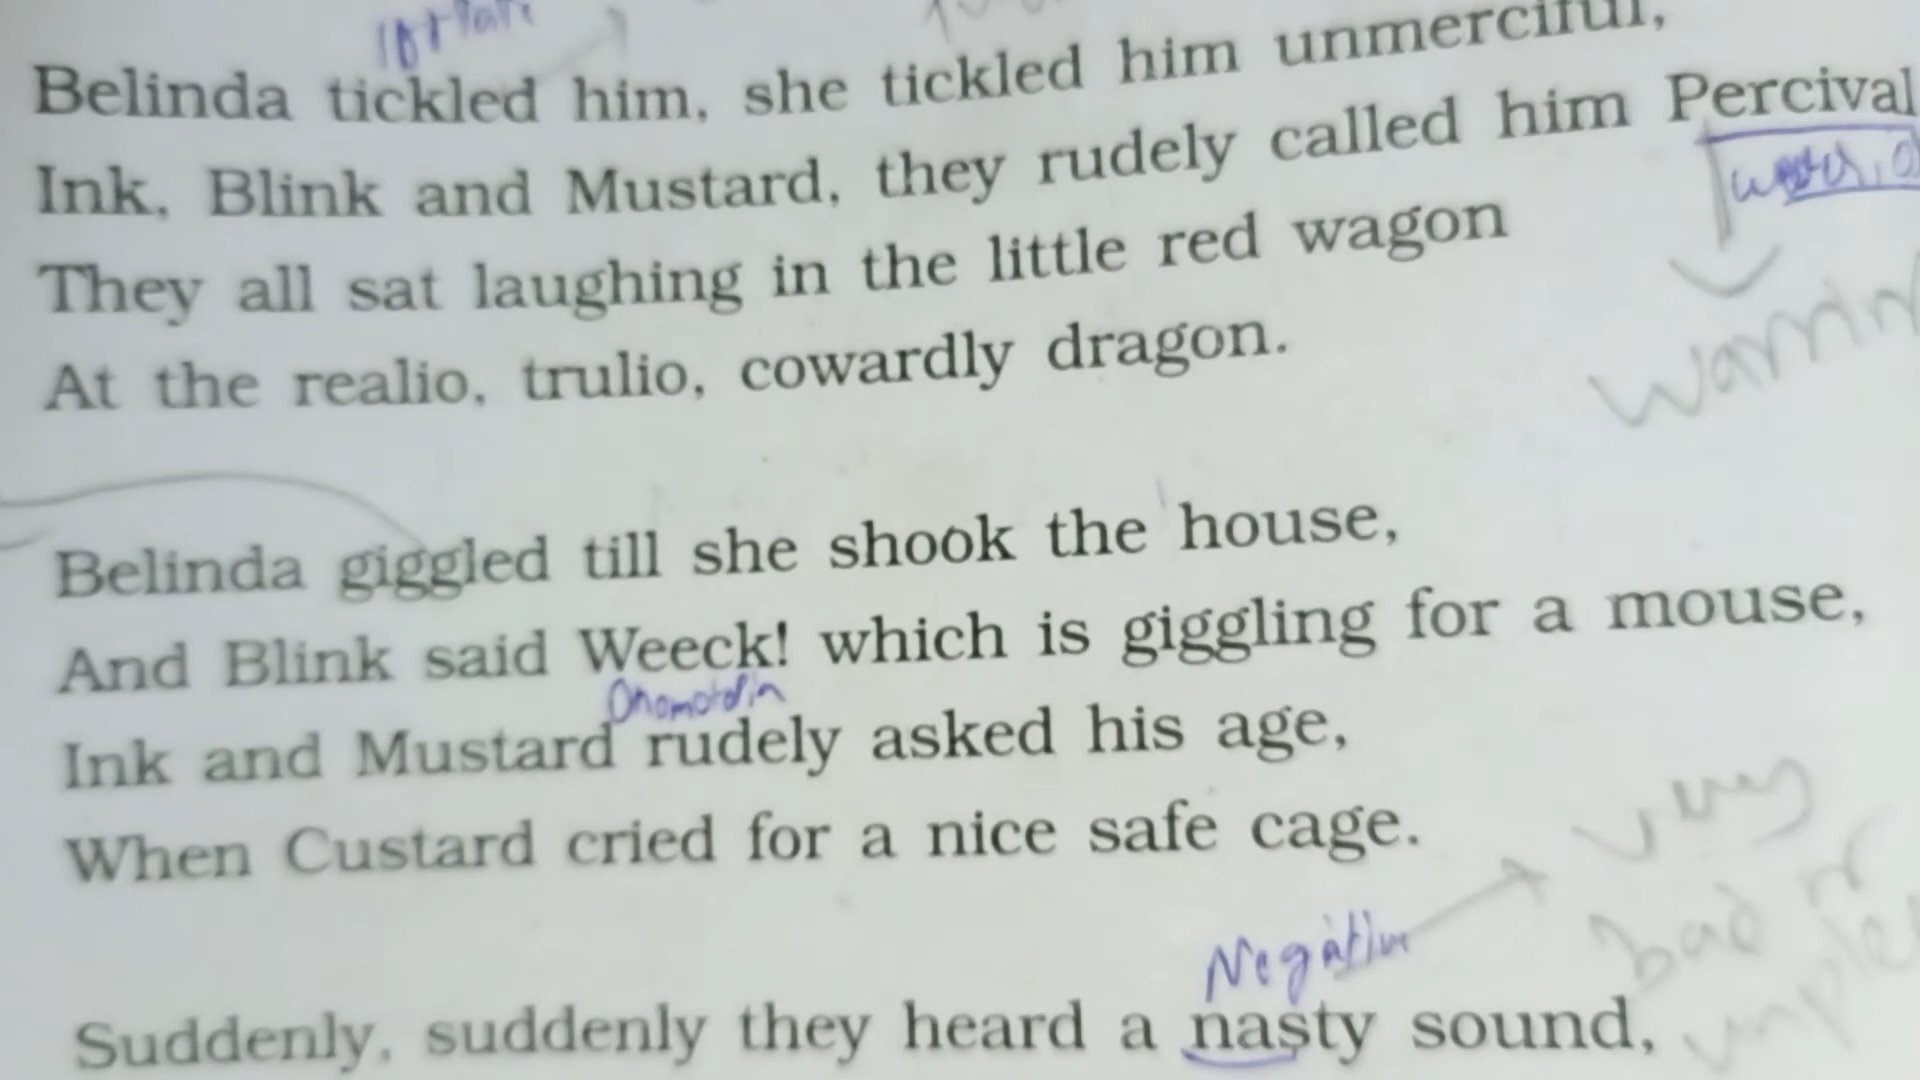 Belinda tickled him, she tickled him unmerciful,
Ink, Blink and Mustard, they rudely called him Percival
They all sat laughing in the little red wagon
At the realio, trulio, cowardly dragon.
Belinda giggled till she shook the house,
And Blink said Weeck! which is giggling for a mouse,
Ink and Mustard rudely asked his age,
When Custard cried for a nice safe cage.
very
Negative
bad or
Suddenly, suddenly they heard a nasty sound,